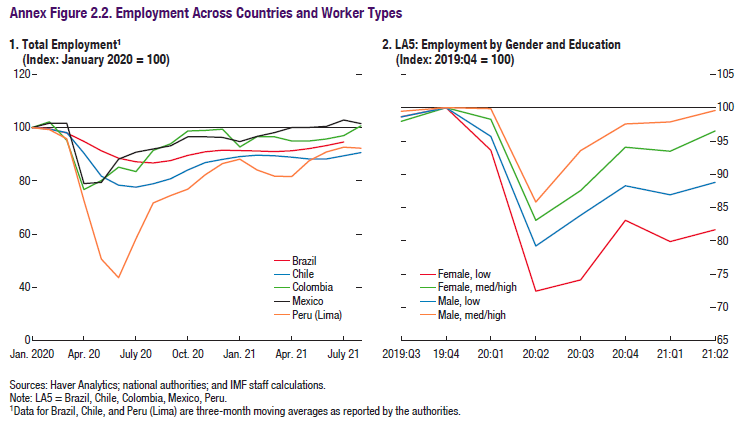 Annex Figure 2.2. Employment Across Countries and Worker Types
1. Total Employment¹
(Index: January 2020 = 100)
120
100
80
60
40
0
Brazil
Chile
Colombia
Mexico
Peru (Lima)
Jan. 2020 Apr. 20 July 20 Oct. 20 Jan. 21 Apr. 21 July 21
2. LA5: Employment by Gender and Education
(Index: 2019:Q4 = 100)
105
100
95
90
85
80
75
70
65
Female, low
Female, med/high
Male, low
Male, med/high
2019:Q3 19:Q4 20:Q1 20:Q2 20:Q3 20:Q4 21:Q1 21:Q2
Sources: Haver Analytics; national authorities; and IMF staff calculations.
Note: LA5 = Brazil, Chile, Colombia, Mexico, Peru.
¹Data for Brazil, Chile, and Peru (Lima) are three-month moving averages as reported by the authorities.